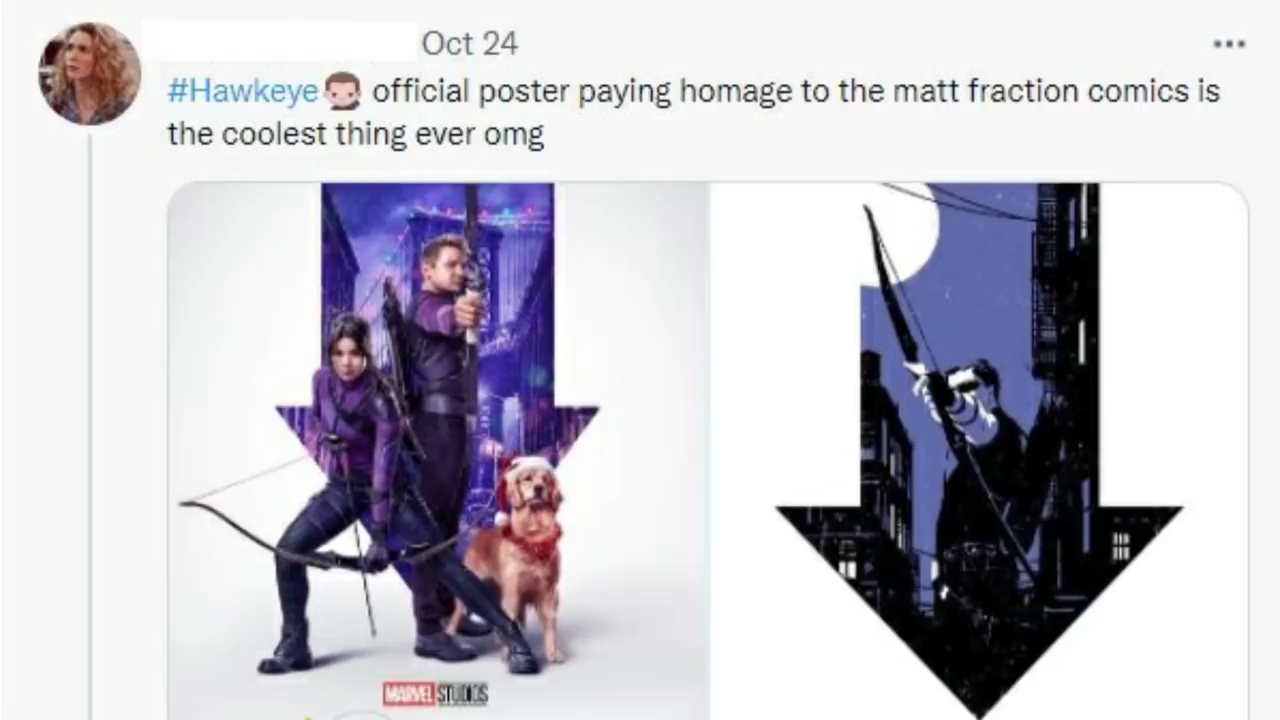 Oct 24
#Hawkeye official poster paying homage to the matt fraction comics is
the coolest thing ever omg
MARVEL STUDIOS